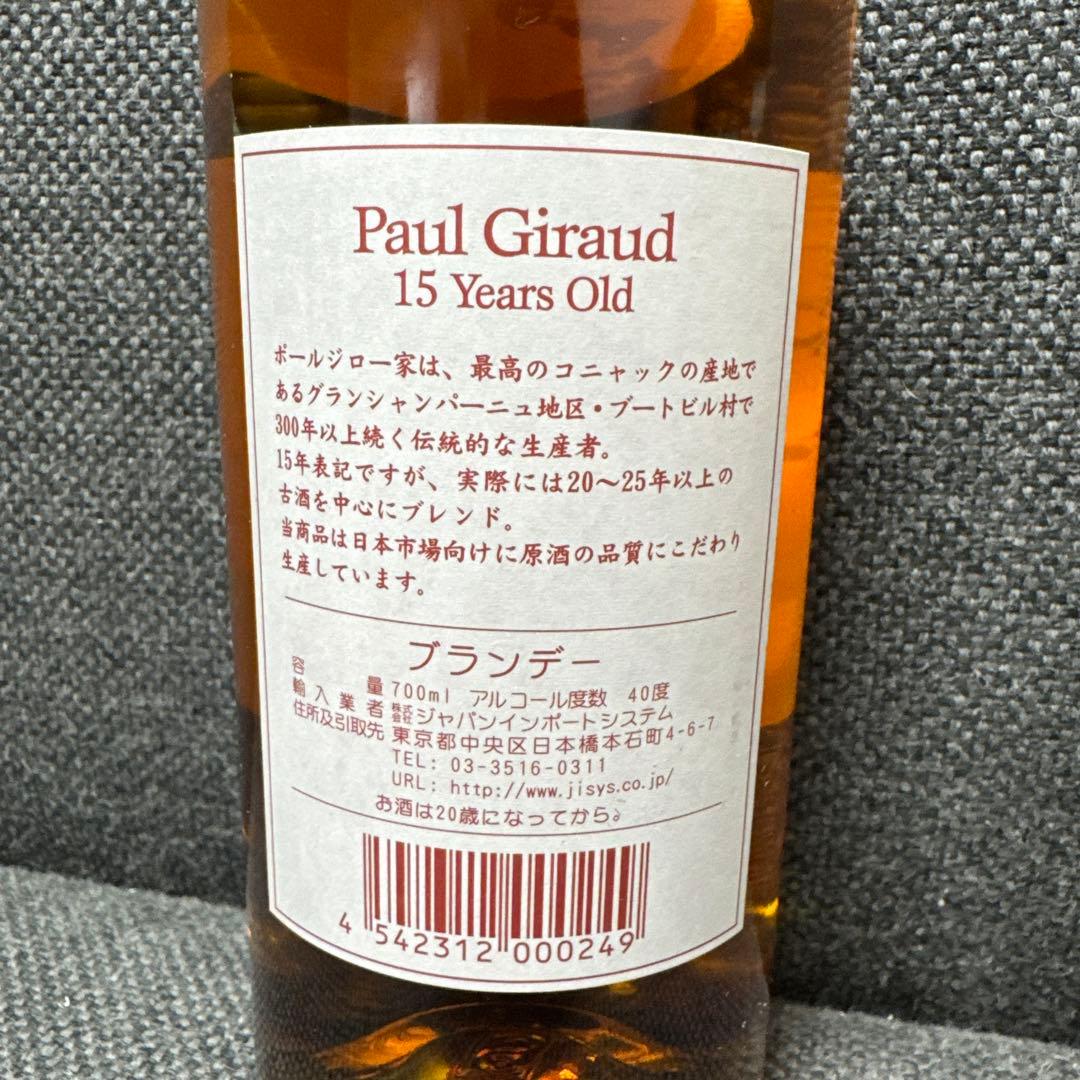 Paul Giraud
15 Years Old
ポールジロー家は、最高のコニャックの産地で
あるグランシャンパーニュ地区・ブートビル村で
300年以上続く伝統的な生産者。
15年表記ですが、実際には20〜25年以上の
古酒を中心にブレンド。
当商品は日本市場向けに原酒の品質にこだわり
生産しています。
ブランデー
容量 700ml アルコール度数 40度
輸入業者 株式会社ジャパンインポートシステム
住所及引取先 東京都中央区日本橋本石町4-6-7
TEL: 03-3516-0311
URL: http://www.jisys.co.jp/
お酒は20歳になってから。
4 542312 000249